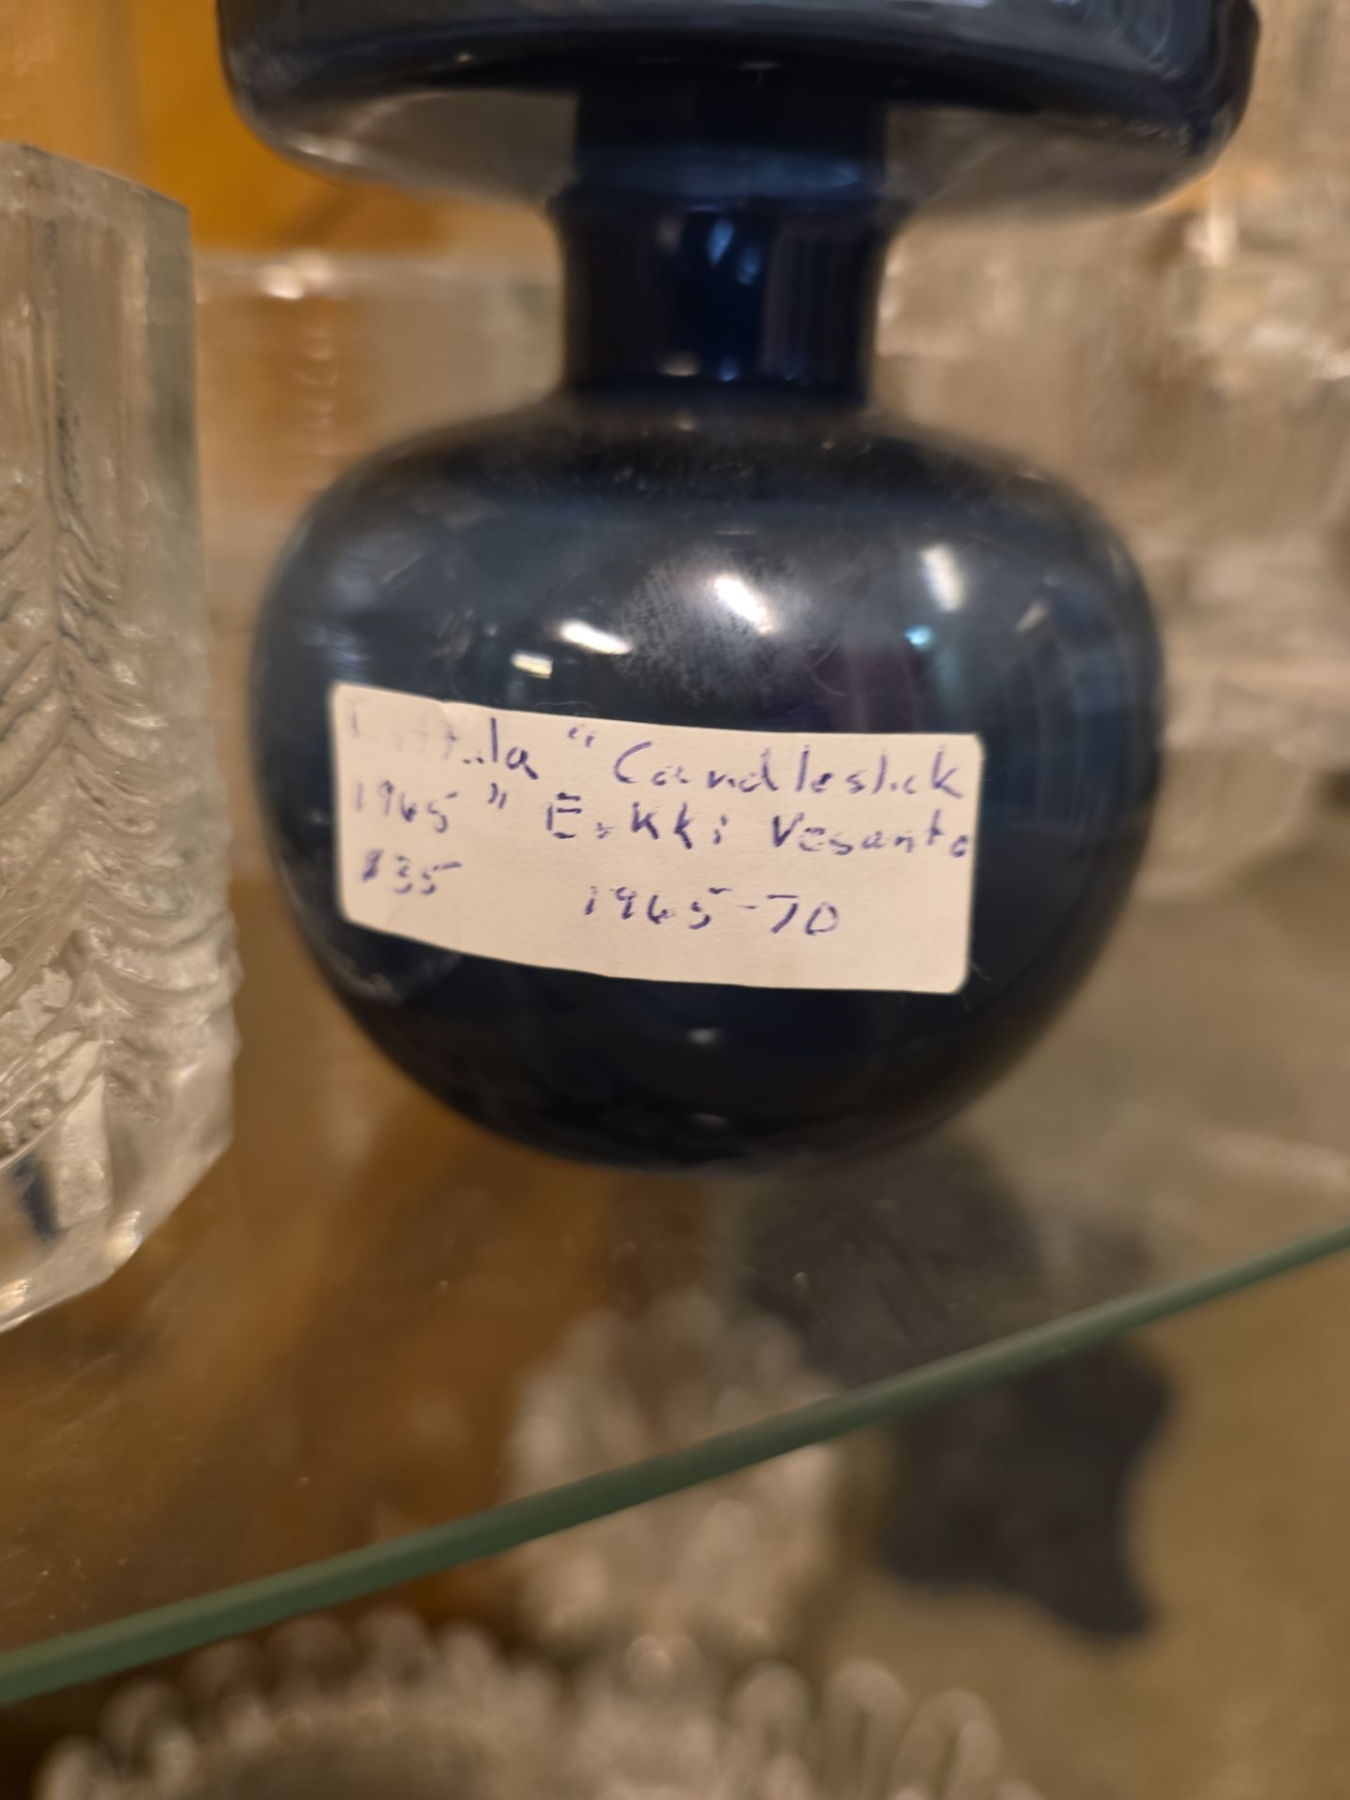 "Candlestick
1965" Erkki Vesanto
$35 1965-70